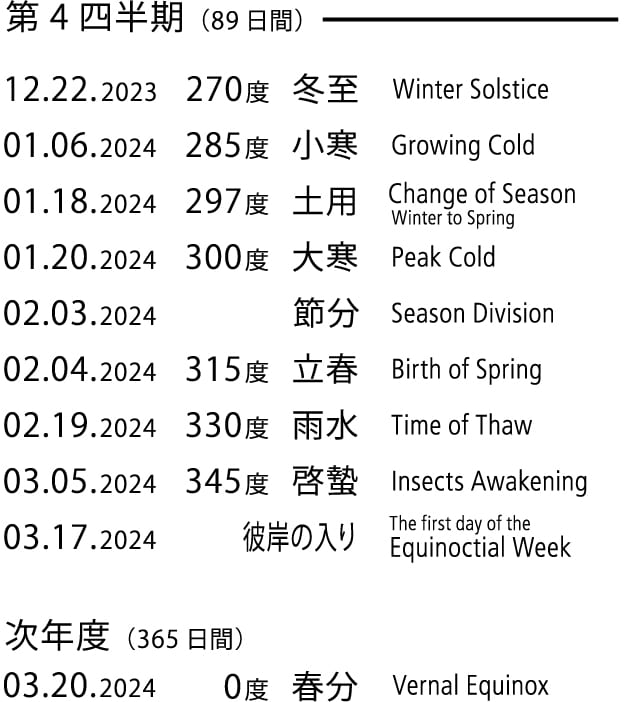 第4四半期（89日間）
12.22.2023 270度 冬至 Winter Solstice
01.06.2024 285度 小寒 Growing Cold
01.18.2024 297度 土用 Change of Season
Winter to Spring
01.20.2024 300度 大寒 Peak Cold
02.03.2024 節分 Season Division
02.04.2024 315度 立春 Birth of Spring
02.19.2024 330度 雨水 Time of Thaw
03.05.2024 345度 啓蟄 Insects Awakening
03.17.2024 彼岸の入り The first day of the
Equinoctial Week
次年度（365日間）
03.20.2024 0度 春分 Vernal Equinox